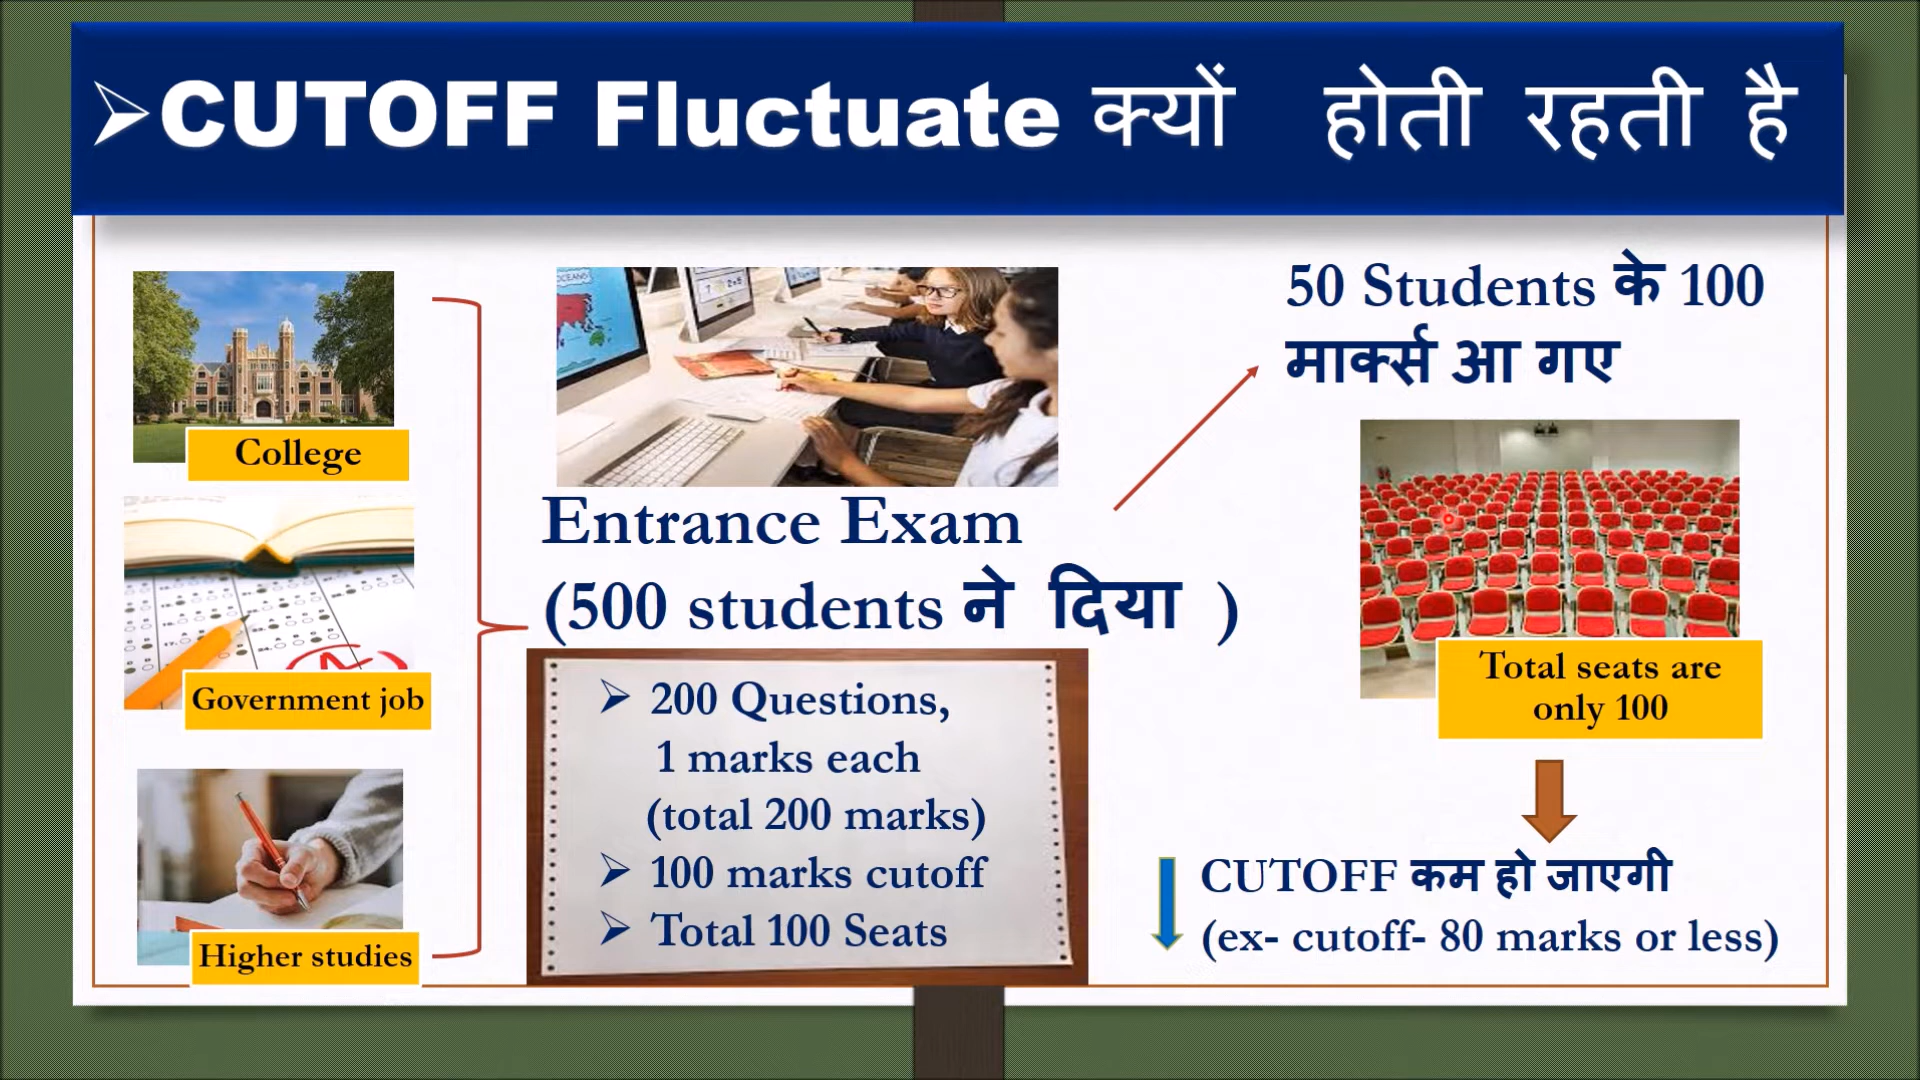 ➢CUTOFF Fluctuate क्यों होती रहती है
College
Government job
Higher studies
Entrance Exam
(500 students ने दिया )
➢ 200 Questions,
1 marks each
(total 200 marks)
➢ 100 marks cutoff
➢ Total 100 Seats
50 Students के 100
मार्क्स आ गए
Total seats are
only 100
CUTOFF कम हो जाएगी
(ex- cutoff- 80 marks or less)